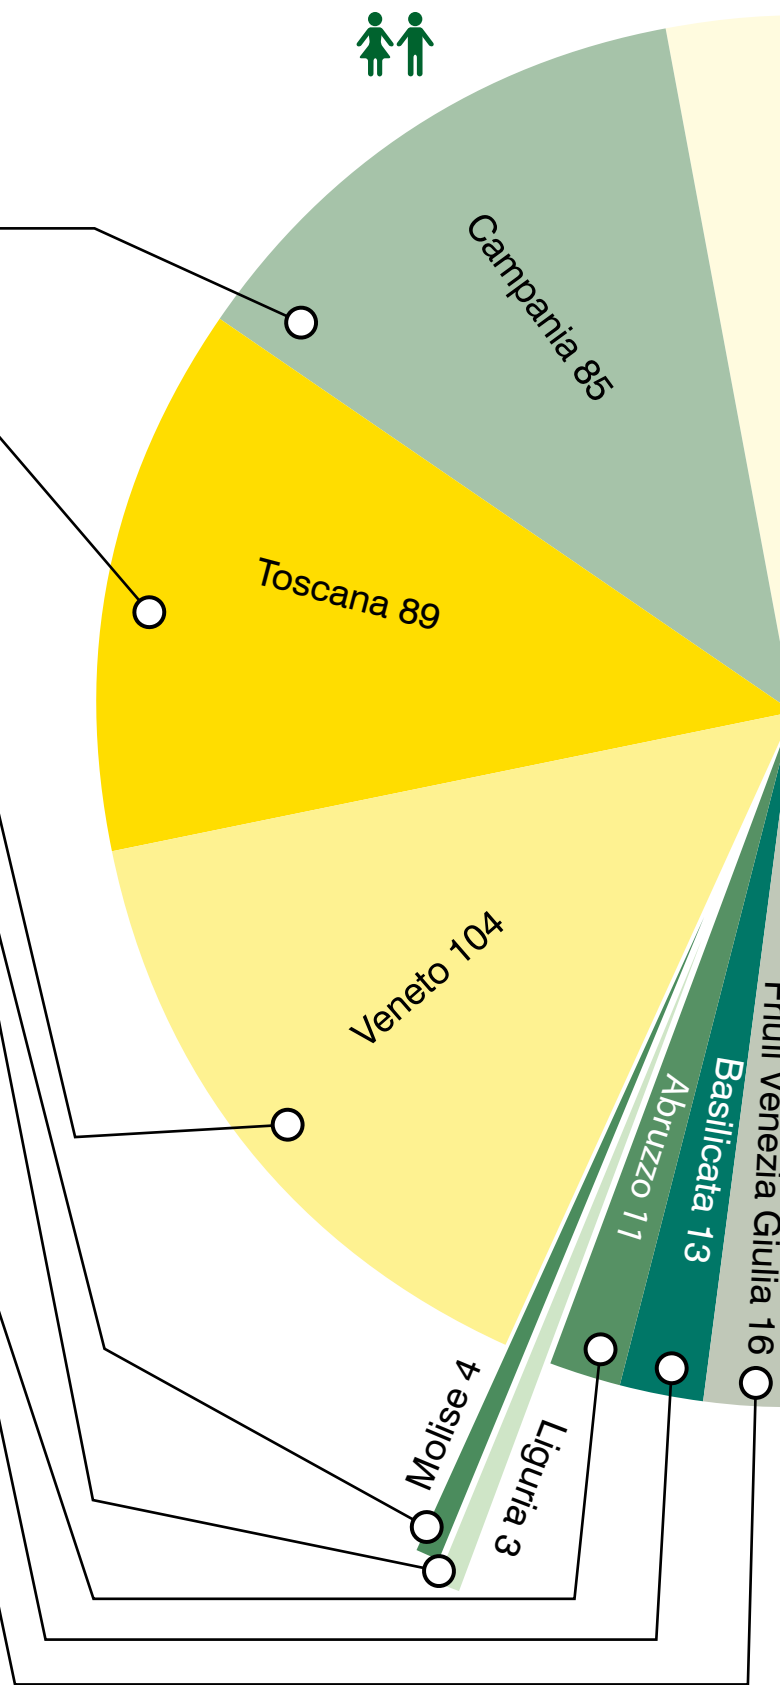 Campania 85
Toscana 89
Veneto 104
Molise 4
Liguria 3
Abruzzo 11
Basilicata 13
Friuli Venezia Giulia 16